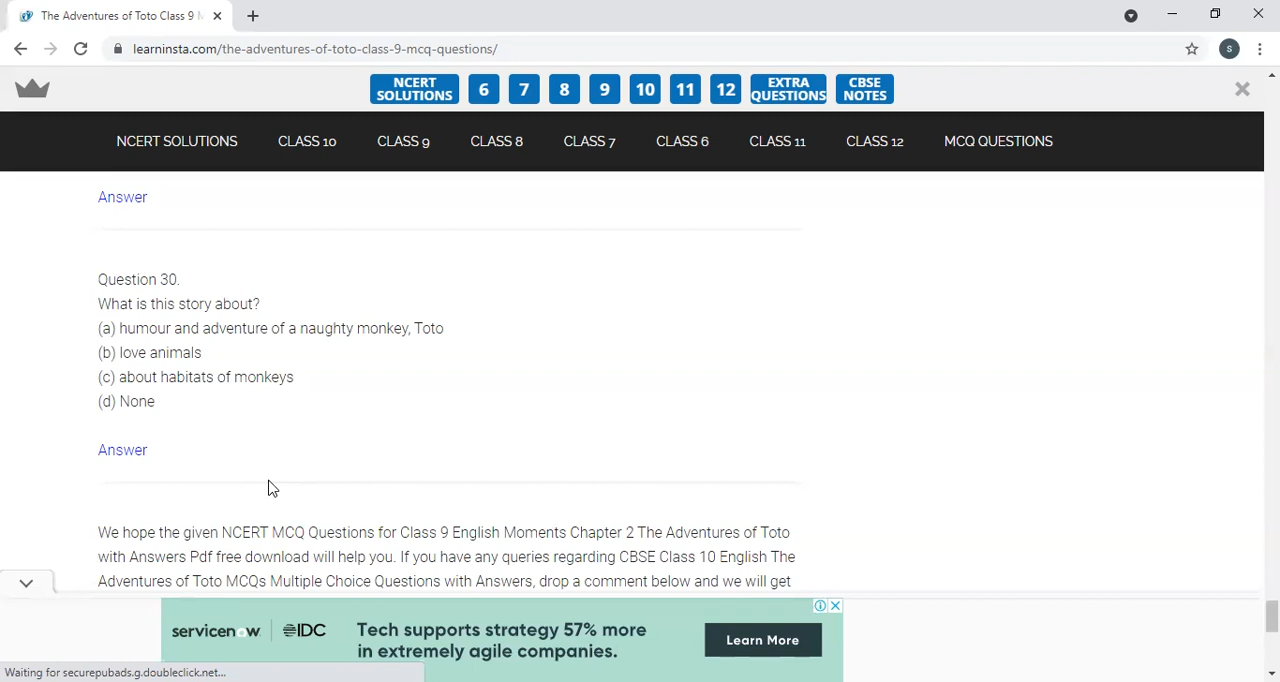 The Adventures of Toto Class 9 M
learninsta.com/the-adventures-of-toto-class-9-mcq-questions/
S
NCERT SOLUTIONS 6 7 8 9 10 11 12 EXTRA QUESTIONS CBSE NOTES
NCERT SOLUTIONS CLASS 10 CLASS 9 CLASS 8 CLASS 7 CLASS 6 CLASS 11 CLASS 12 MCQ QUESTIONS
Answer
Question 30.
What is this story about?
(a) humour and adventure of a naughty monkey, Toto
(b) love animals
(c) about habitats of monkeys
(d) None
Answer
We hope the given NCERT MCQ Questions for Class 9 English Moments Chapter 2 The Adventures of Toto
with Answers Pdf free download will help you. If you have any queries regarding CBSE Class 10 English The
Adventures of Toto MCQs Multiple Choice Questions with Answers, drop a comment below and we will get
servicenow IDC
Tech supports strategy 57% more
in extremely agile companies.
Learn More
Waiting for securepubads.g.doubleclick.net...